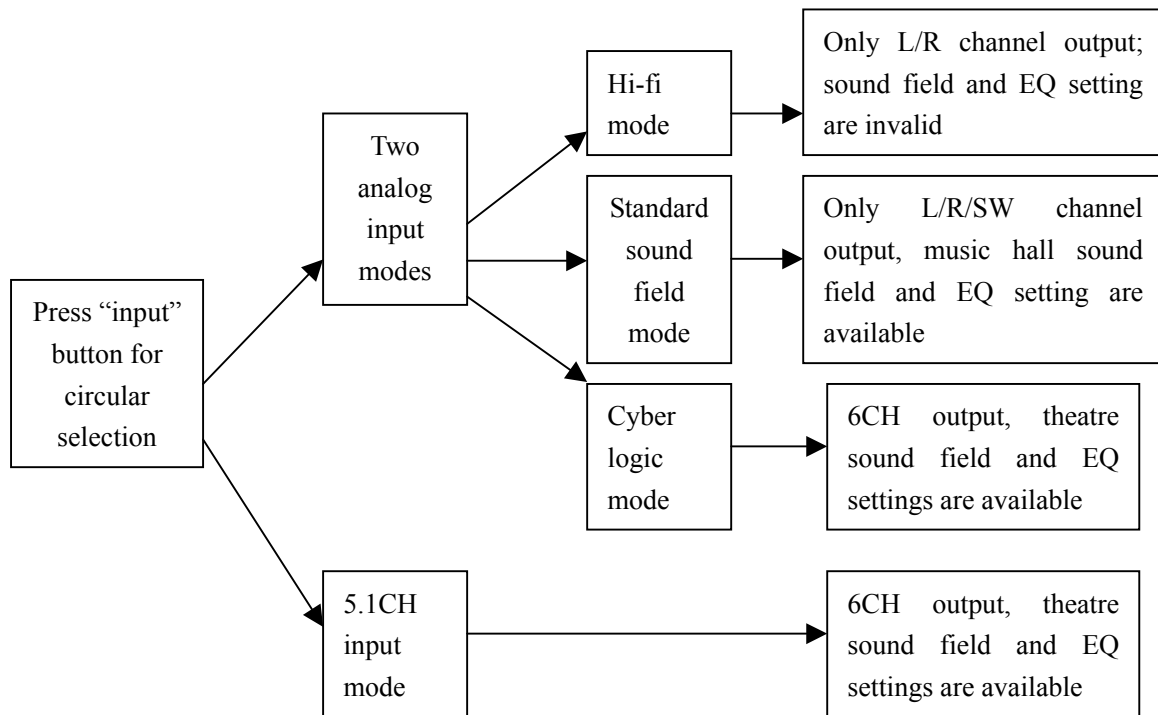 Press “input”
button for
circular
selection
Two
analog
input
modes
Hi-fi
mode
Only L/R channel output;
sound field and EQ setting
are invalid
Standard
sound
field
mode
Only L/R/SW channel
output, music hall sound
field and EQ setting are
available
Cyber
logic
mode
6CH output, theatre
sound field and EQ
settings are available
5.1CH
input
mode
6CH output, theatre
sound field and EQ
settings are available